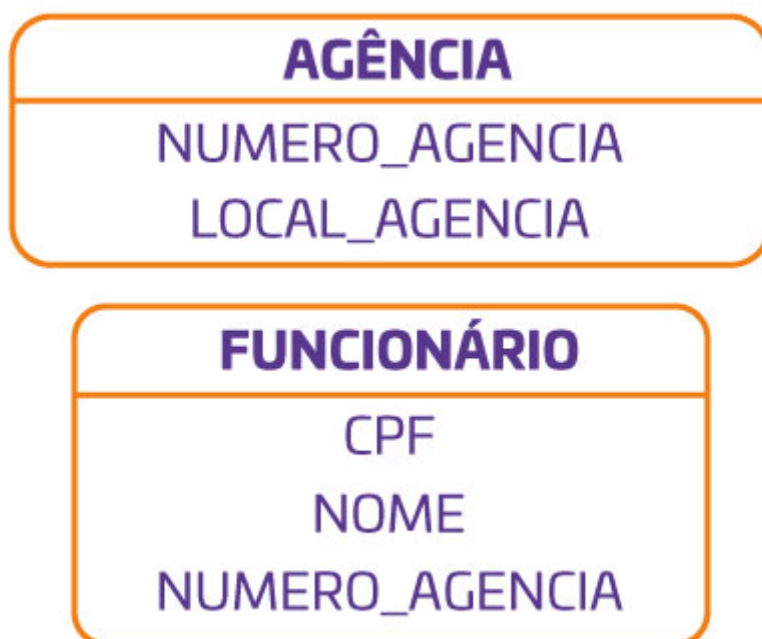 AGÊNCIA
NUMERO_AGENCIA
LOCAL_AGENCIA
FUNCIONÁRIO
CPF
NOME
NUMERO_AGENCIA